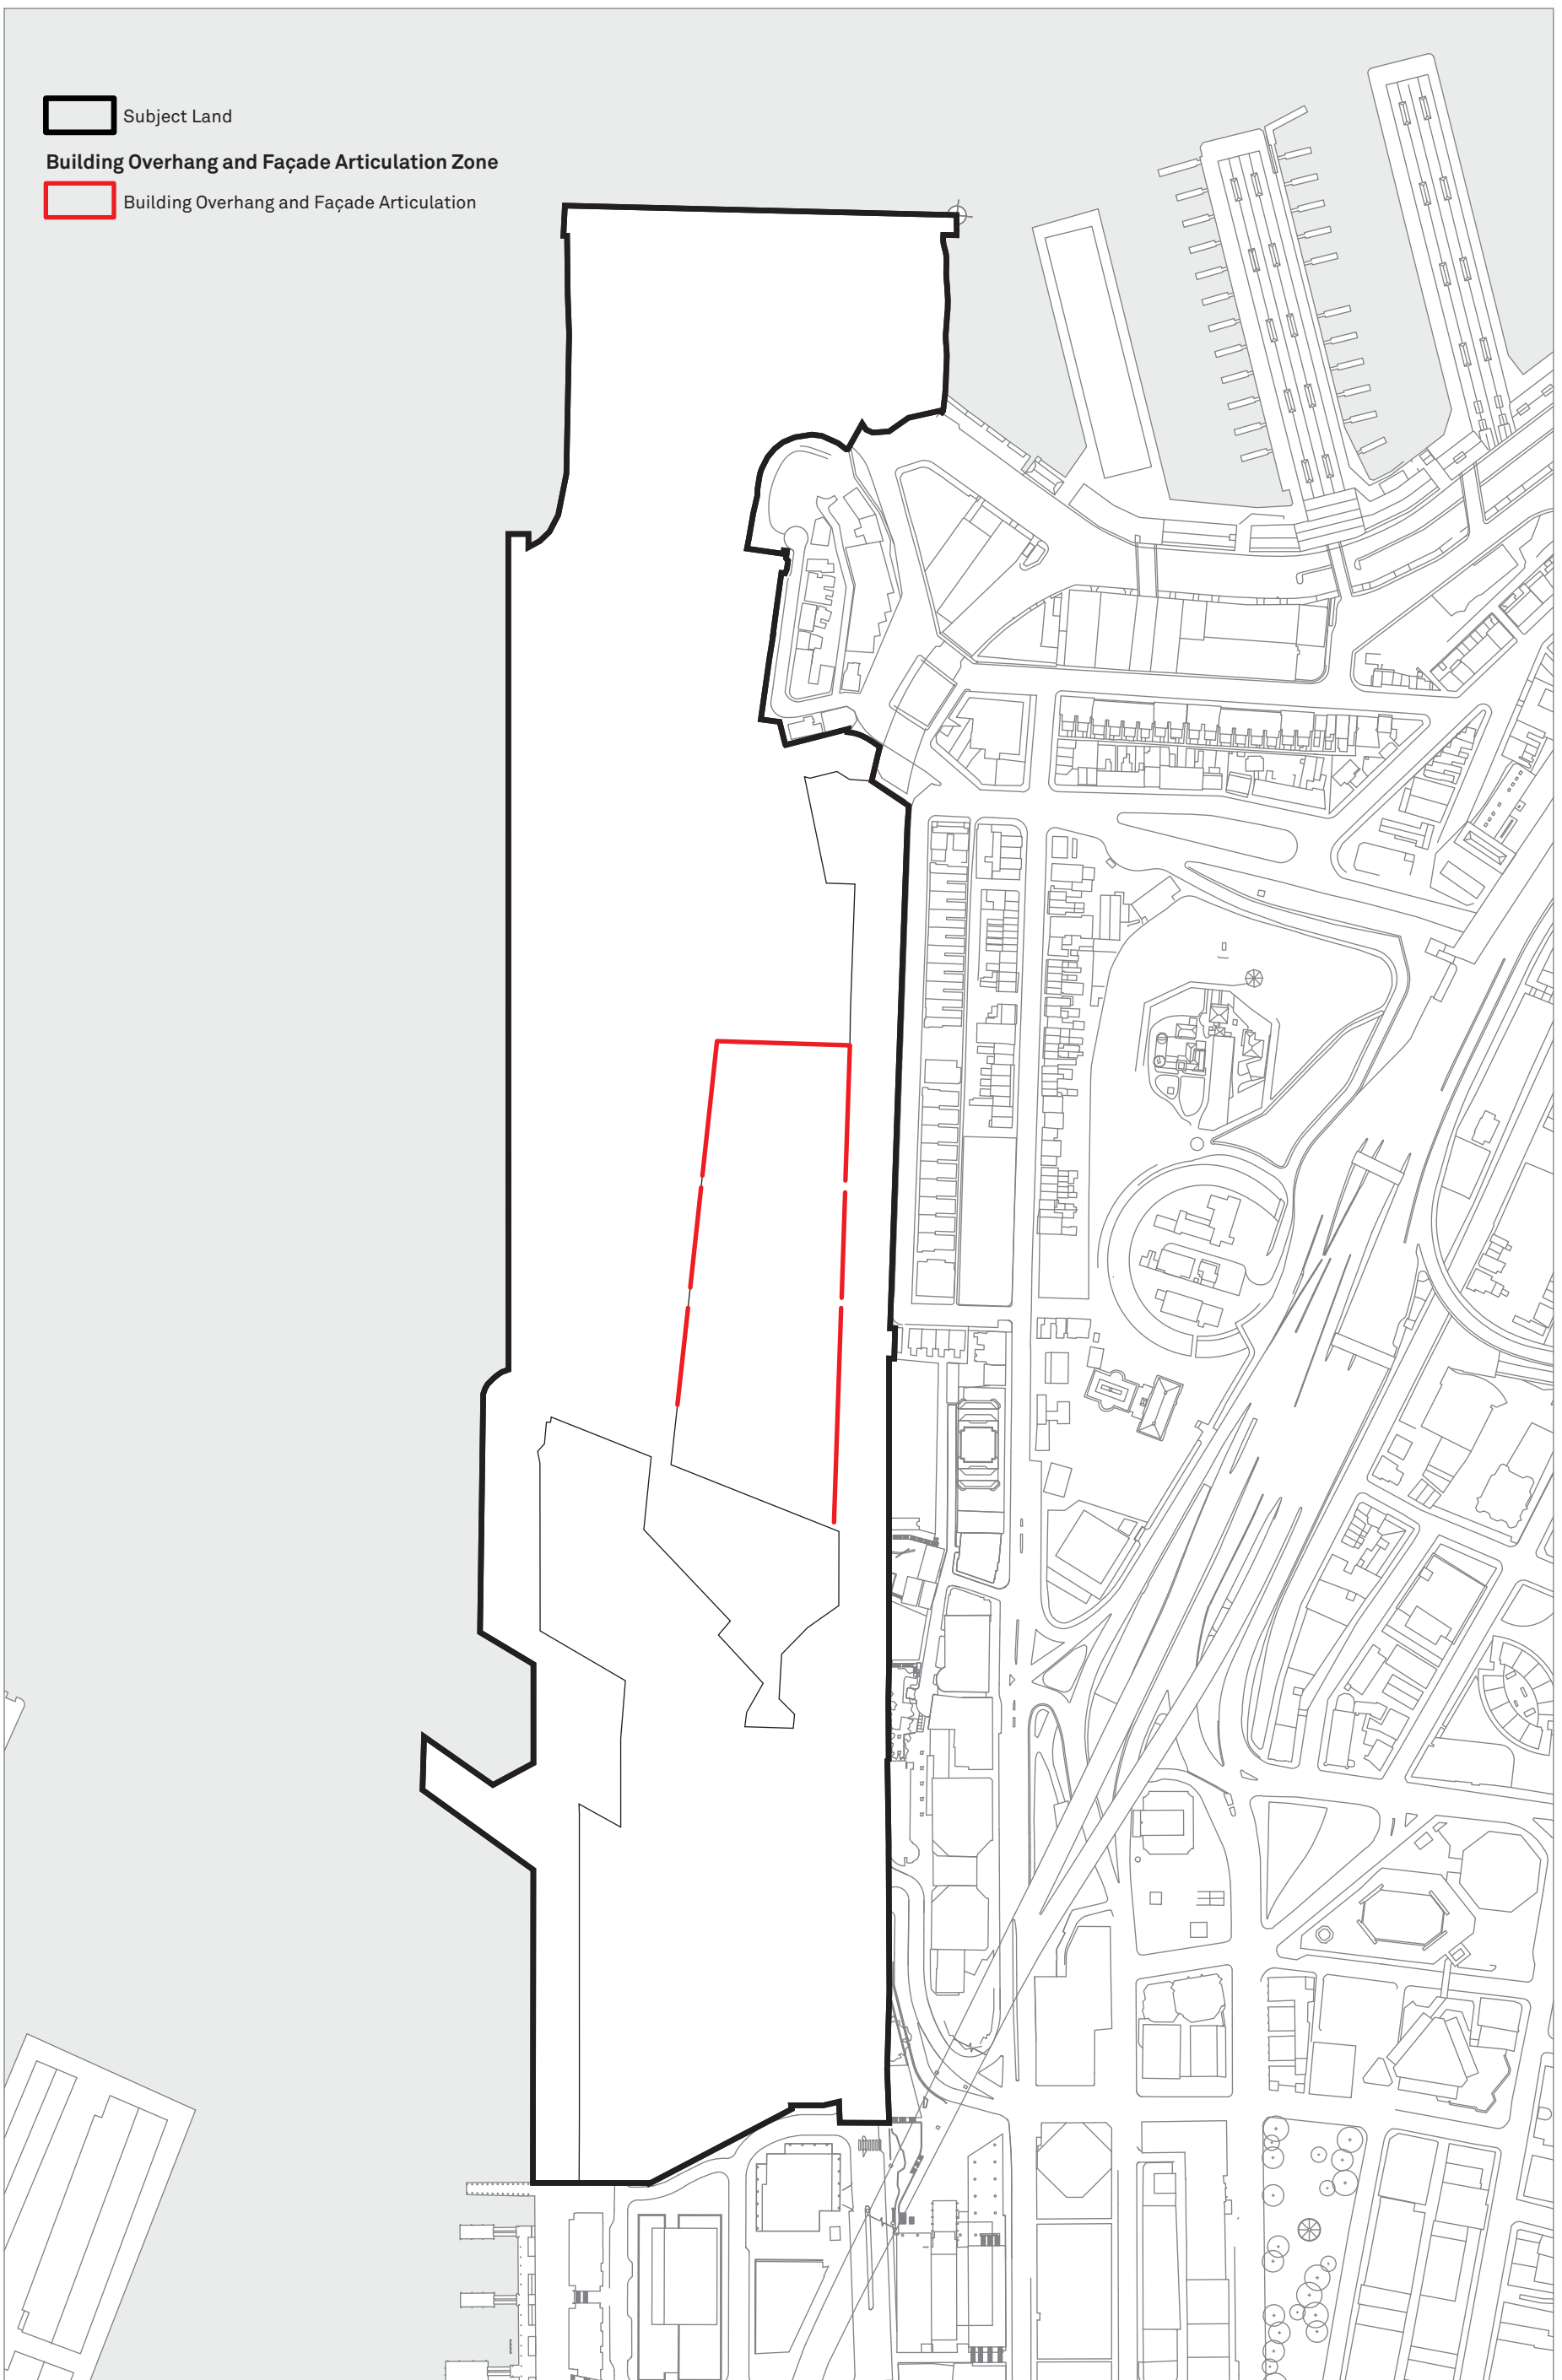 Subject Land
Building Overhang and Façade Articulation Zone
Building Overhang and Façade Articulation